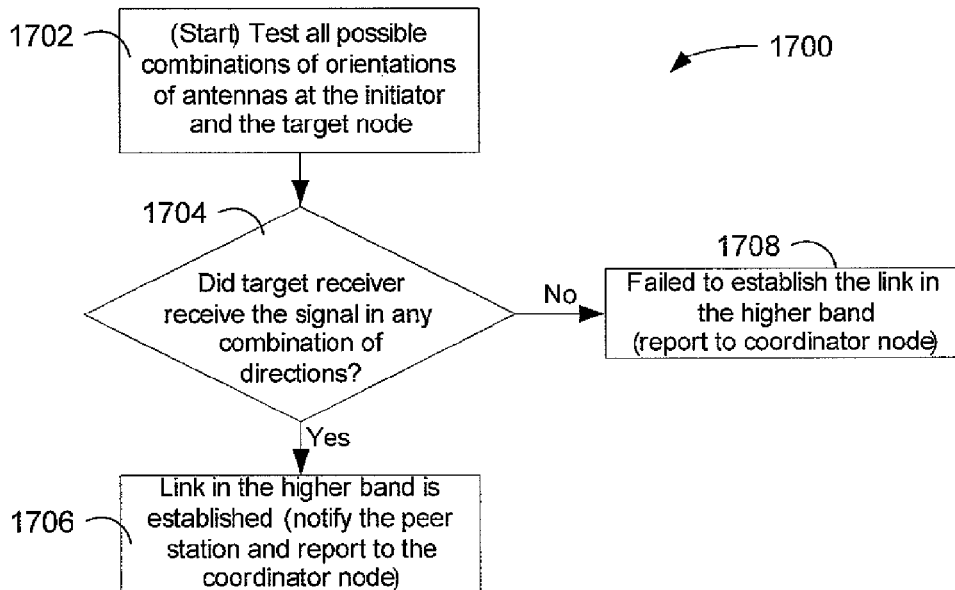 1702
(Start) Test all possible
combinations of orientations
of antennas at the initiator
and the target node
1700
1704
Did target receiver
receive the signal in any
combination of
directions?
No
1708
Failed to establish the link in
the higher band
(report to coordinator node)
Yes
1706
Link in the higher band is
established (notify the peer
station and report to the
coordinator node)